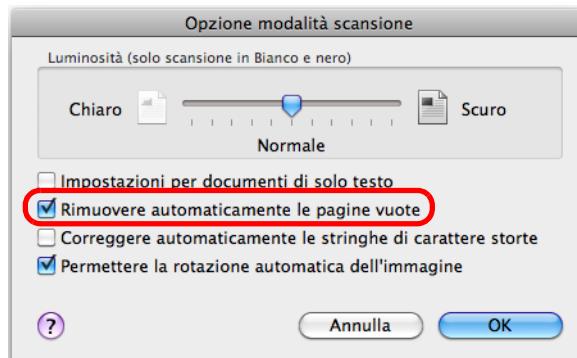 Opzione modalità scansione
Luminosità (solo scansione in Bianco e nero)
Chiaro Scuro
Normale
Impostazioni per documenti di solo testo
Rimuovere automaticamente le pagine vuote
Correggere automaticamente le stringhe di carattere storte
Permettere la rotazione automatica dell'immagine
? Annulla OK